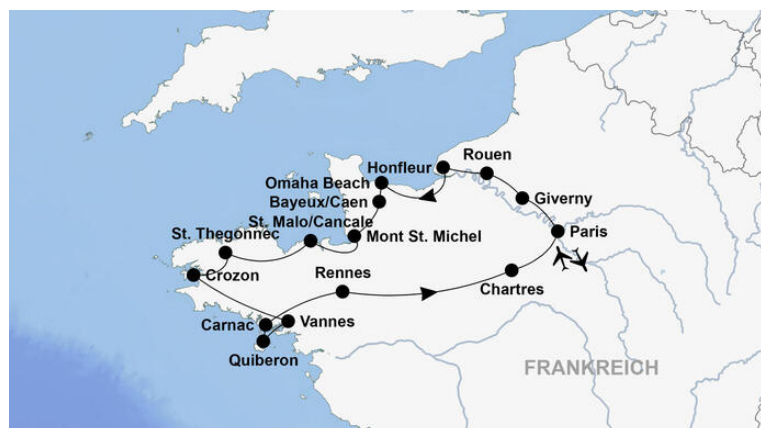 Rouen
Honfleur
Omaha Beach
Bayeux/Caen
Giverny
St. Malo/Cancale
St. Thegonnec
Mont St. Michel
Paris
Crozon
Rennes
Chartres
Carnac
Vannes
Quiberon
FRANKREICH